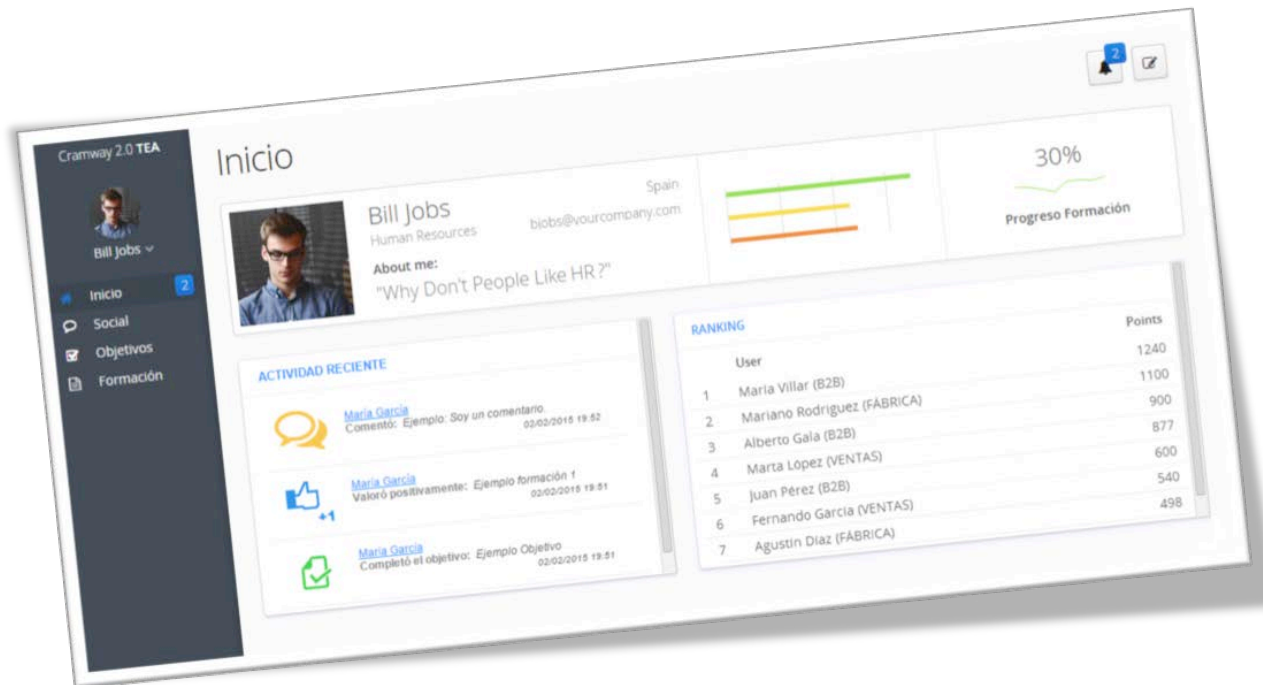 Cramway 2.0 TEA
Bill Jobs
Inicio 2
Social
Objetivos
Formación
2
Inicio
Bill Jobs
Human Resources
Spain
bjobs@yourcompany.com
About me:
"Why Don't People Like HR ?"
30%
Progreso Formación
ACTIVIDAD RECIENTE
María García
Comentó: Ejemplo: Soy un comentario.
02/02/2015 19:52
+1
María García
Valoró positivamente: Ejemplo formación 1
02/02/2015 19:51
María García
Completó el objetivo: Ejemplo Objetivo
02/02/2015 19:51
RANKING
User Points
1 Maria Villar (B2B) 1240
2 Mariano Rodriguez (FÁBRICA) 1100
3 Alberto Gala (B2B) 900
4 Marta López (VENTAS) 877
5 Juan Pérez (B2B) 600
6 Fernando Garcia (VENTAS) 540
7 Agustin Diaz (FÁBRICA) 498